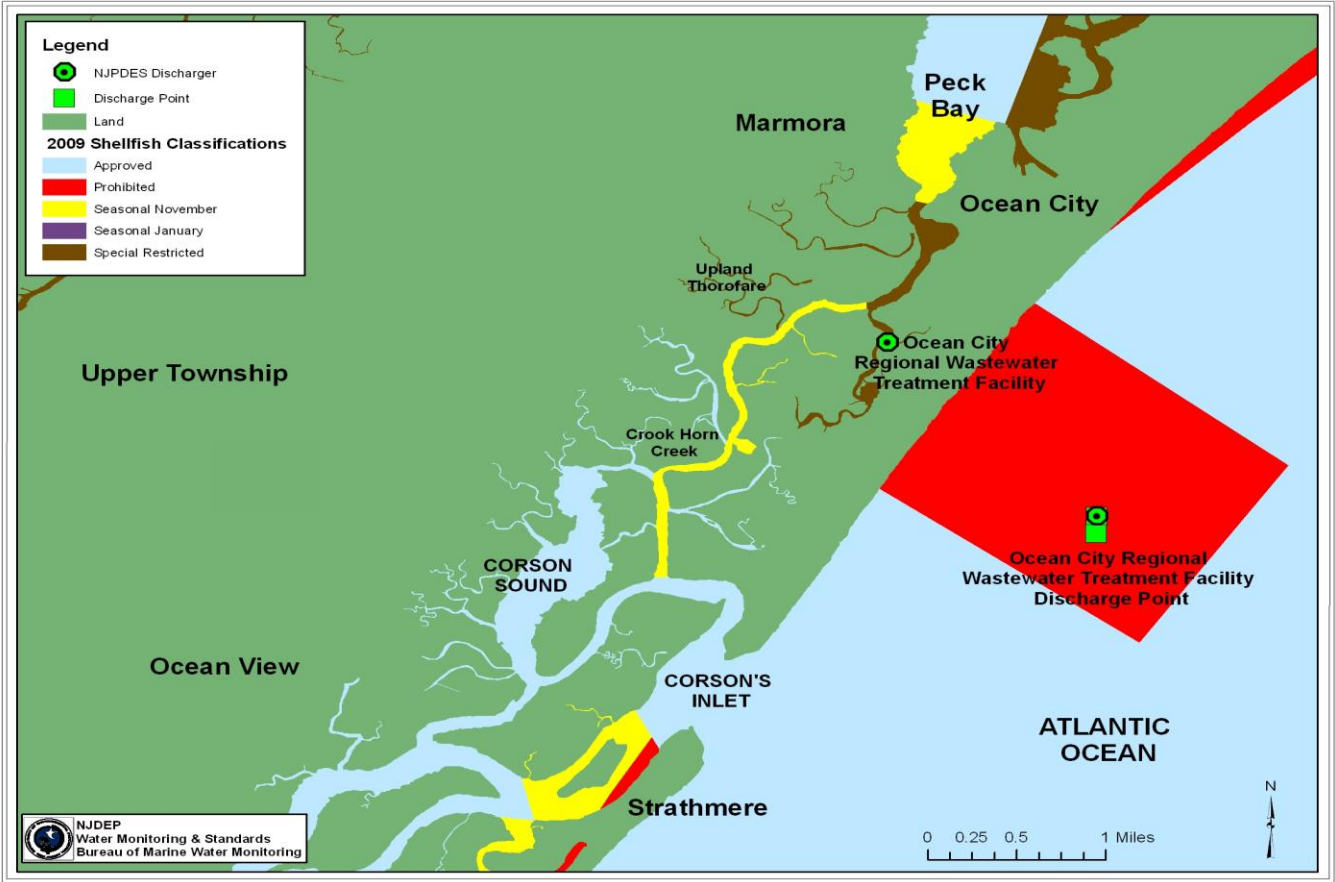 Legend
NJPDES Discharger
Discharge Point
Land
2009 Shellfish Classifications
Approved
Prohibited
Seasonal November
Seasonal January
Special Restricted
Peck
Bay
Marmora
Ocean City
Upland
Thorofare
Ocean City
Regional Wastewater
Treatment Facility
Upper Township
Crook Horn
Creek
Ocean City Regional
Wastewater Treatment Facility
Discharge Point
CORSON
SOUND
Ocean View
CORSON'S
INLET
ATLANTIC
OCEAN
Strathmere
N
0 0.25 0.5 1 Miles
NJDEP
Water Monitoring & Standards
Bureau of Marine Water Monitoring